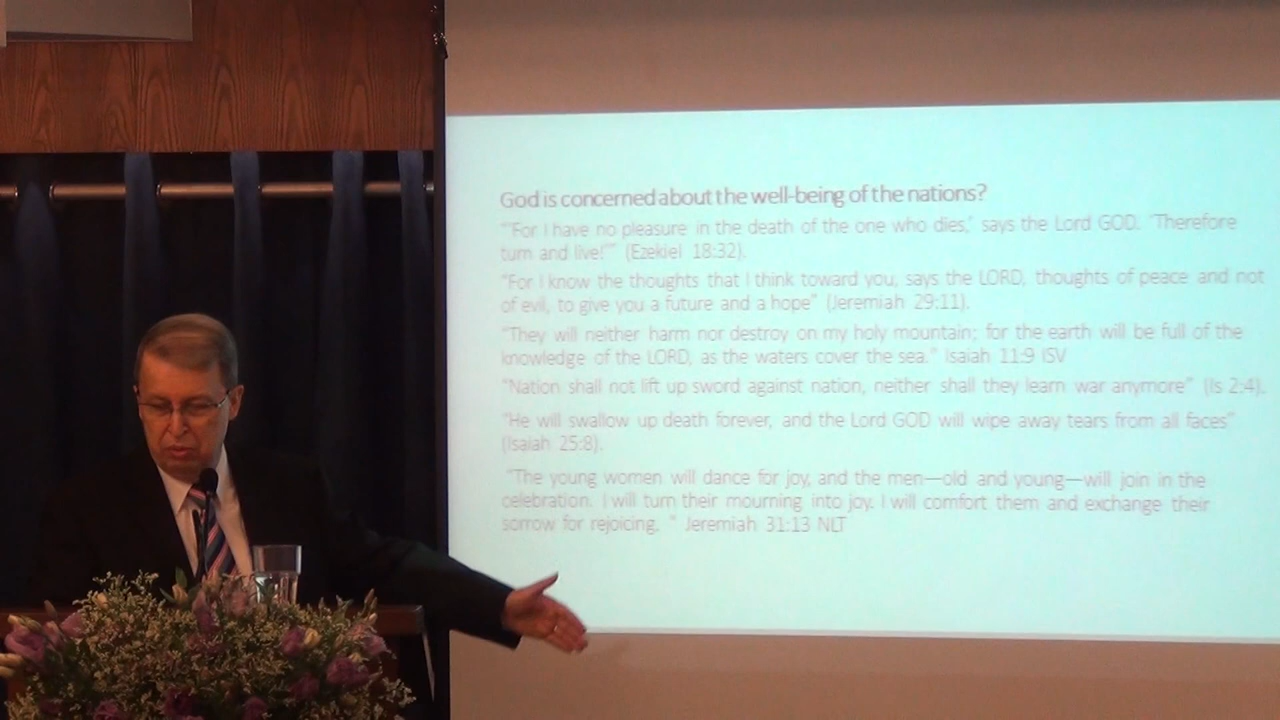 God is concerned about the well-being of the nations?
"'For I have no pleasure in the death of the one who dies,' says the Lord GOD. 'Therefore
turn and live!'" (Ezekiel 18:32).
"For I know the thoughts that I think toward you, says the LORD, thoughts of peace and not
of evil, to give you a future and a hope" (Jeremiah 29:11).
"They will neither harm nor destroy on my holy mountain; for the earth will be full of the
knowledge of the LORD, as the waters cover the sea." Isaiah 11:9 ISV
"Nation shall not lift up sword against nation, neither shall they learn war anymore" (Is 2:4).
"He will swallow up death forever, and the Lord GOD will wipe away tears from all faces"
(Isaiah 25:8).
"The young women will dance for joy, and the men—old and young—will join in the
celebration. I will turn their mourning into joy. I will comfort them and exchange their
sorrow for rejoicing. " Jeremiah 31:13 NLT